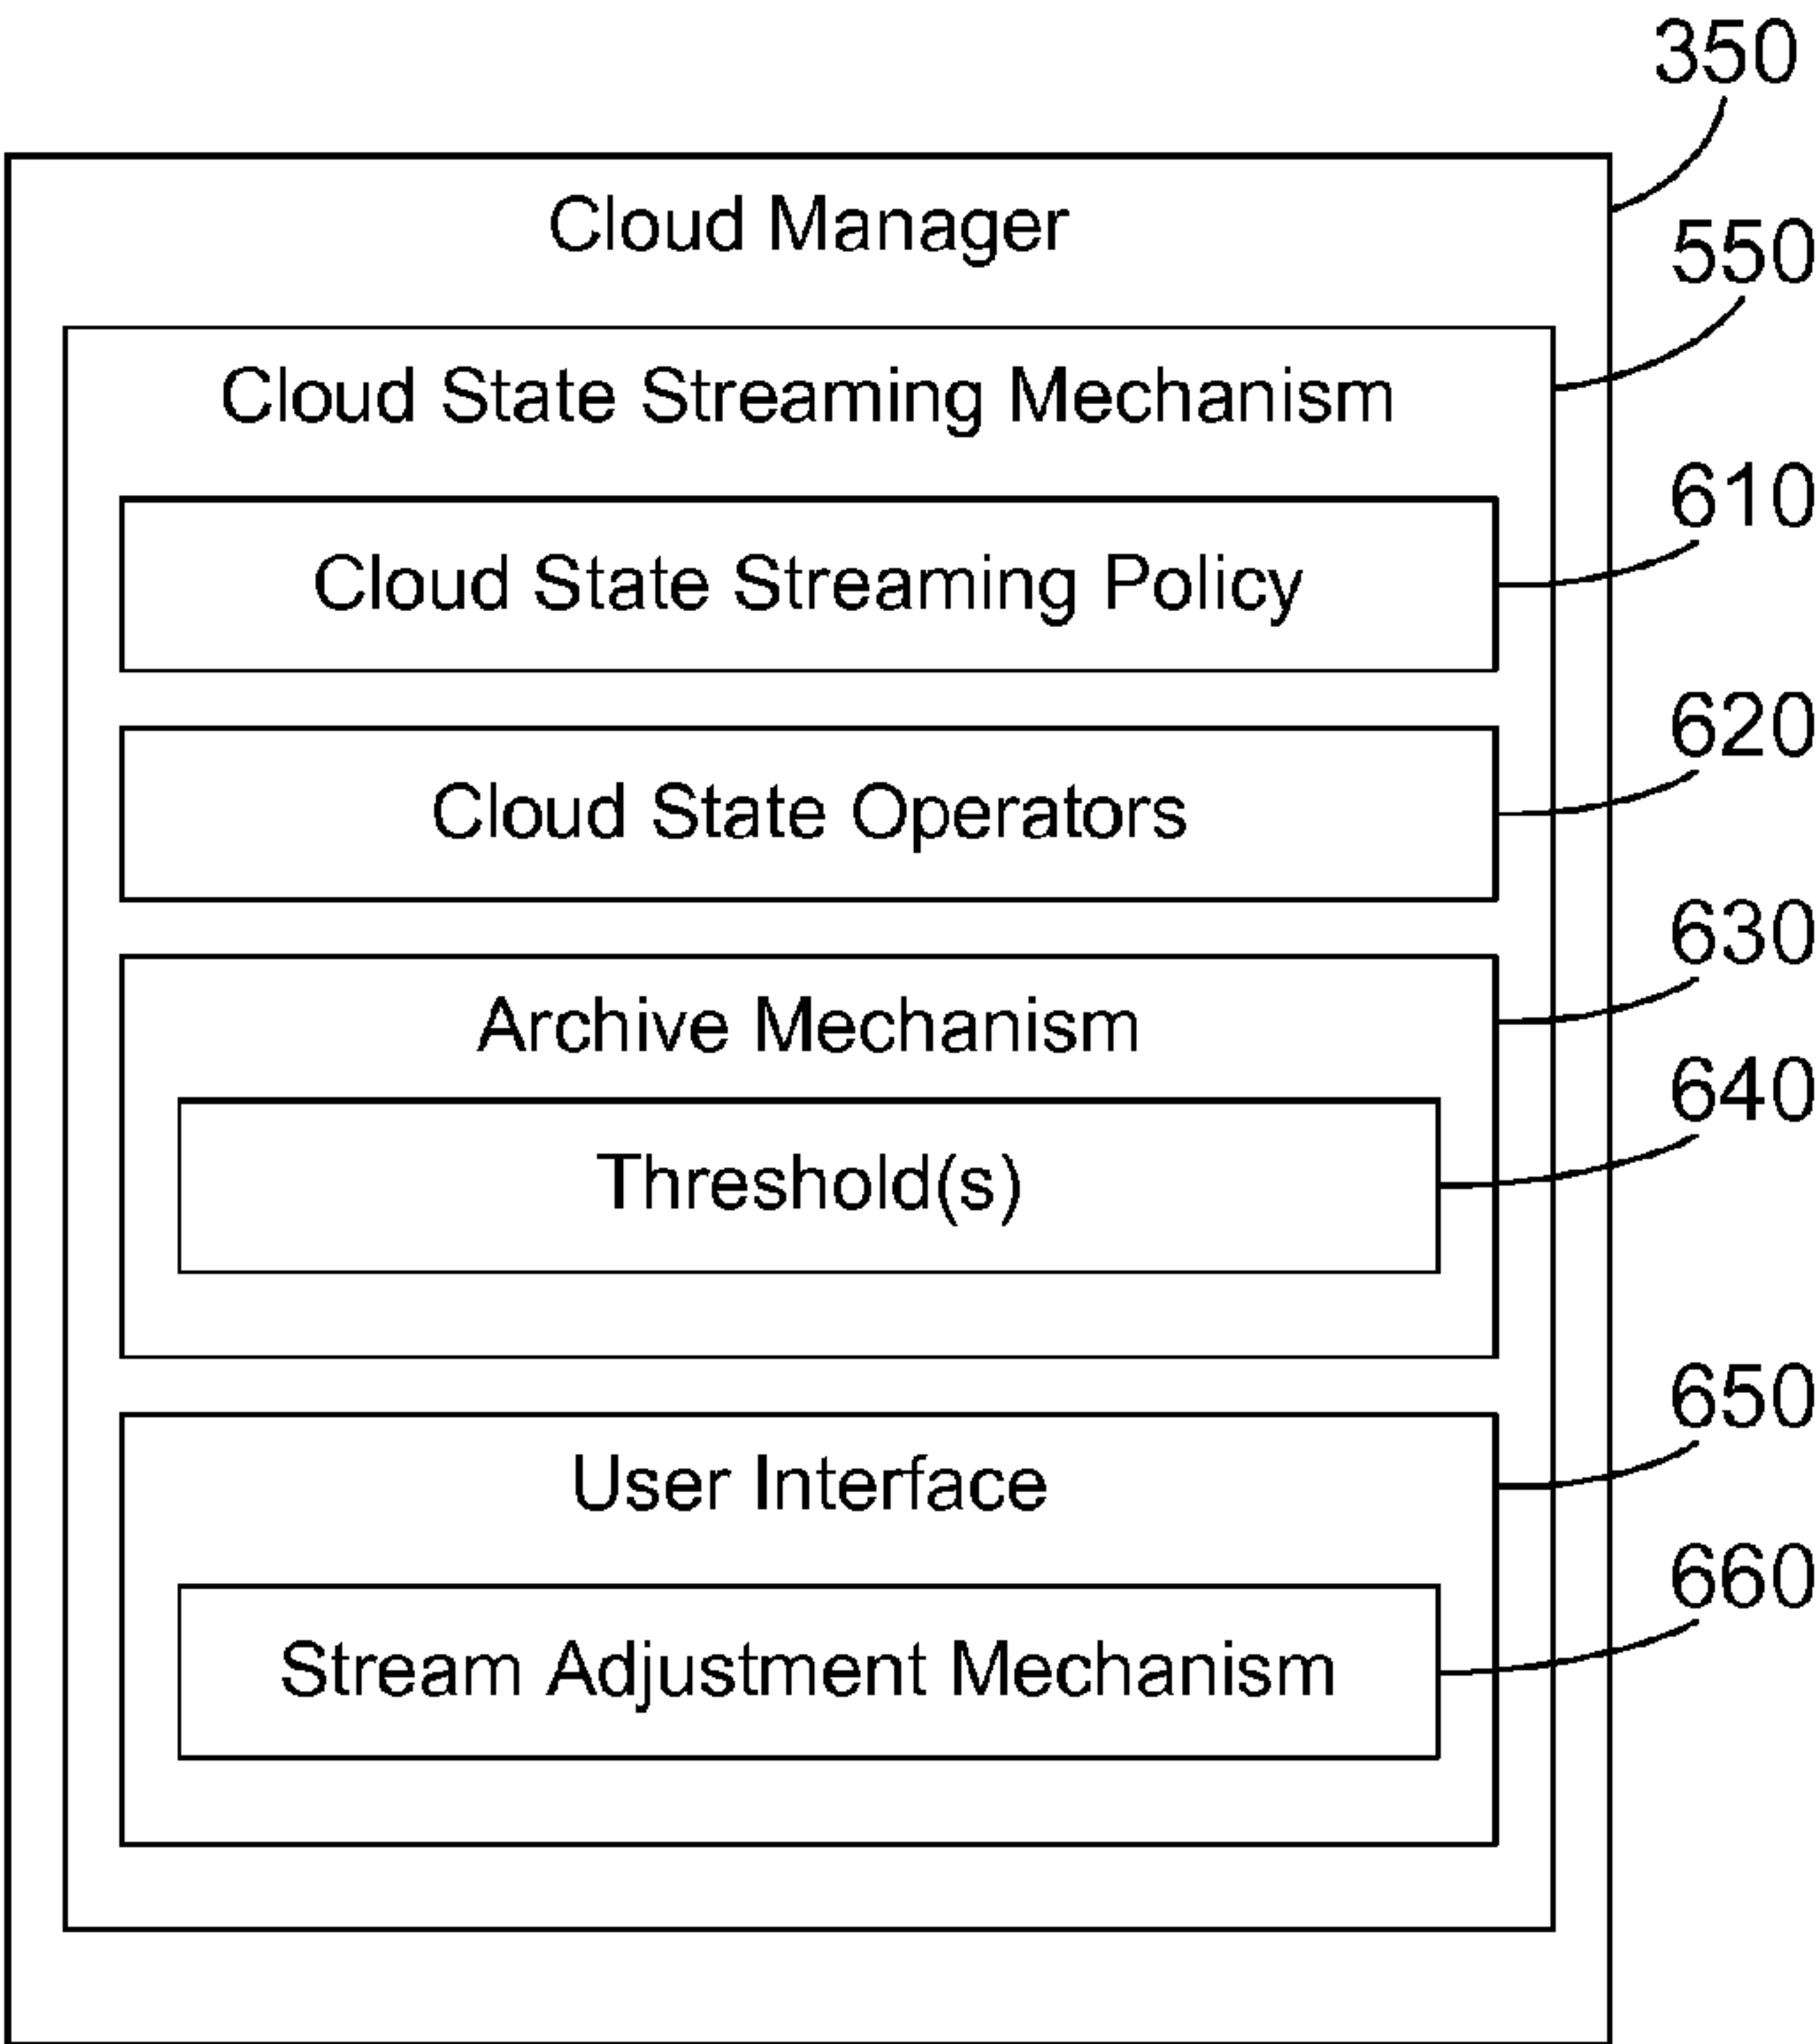 350
Cloud Manager
550
Cloud State Streaming Mechanism
610
Cloud State Streaming Policy
620
Cloud State Operators
630
Archive Mechanism
640
Threshold(s)
650
User Interface
660
Stream Adjustment Mechanism